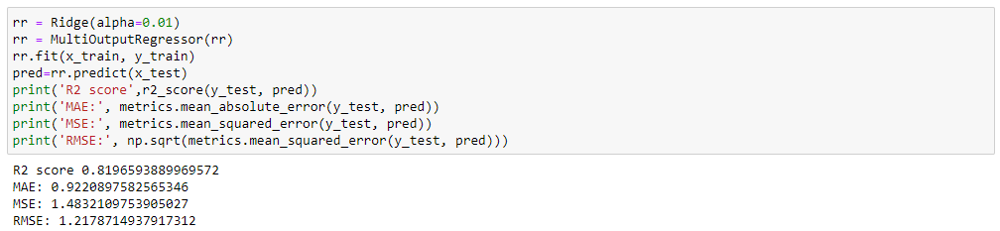 rr = Ridge(alpha=0.01)
rr = MultiOutputRegressor(rr)
rr.fit(x_train, y_train)
pred=rr.predict(x_test)
print('R2 score',r2_score(y_test, pred))
print('MAE:', metrics.mean_absolute_error(y_test, pred))
print('MSE:', metrics.mean_squared_error(y_test, pred))
print('RMSE:', np.sqrt(metrics.mean_squared_error(y_test, pred)))
R2 score 0.8196593889969572
MAE: 0.9220897582565346
MSE: 1.4832109753905027
RMSE: 1.2178714937917312